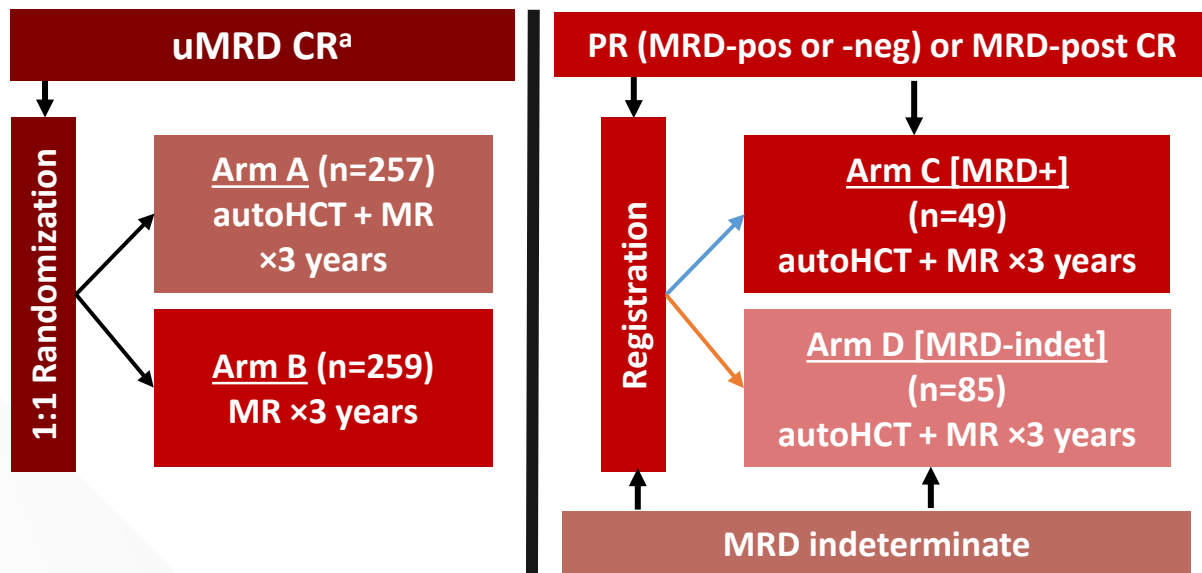 uMRD CRᵃ
1:1 Randomization
Arm A (n=257)
autoHCT + MR
×3 years
Arm B (n=259)
MR ×3 years
PR (MRD-pos or -neg) or MRD-post CR
Registration
Arm C [MRD+]
(n=49)
autoHCT + MR ×3 years
Arm D [MRD-indet]
(n=85)
autoHCT + MR ×3 years
MRD indeterminate